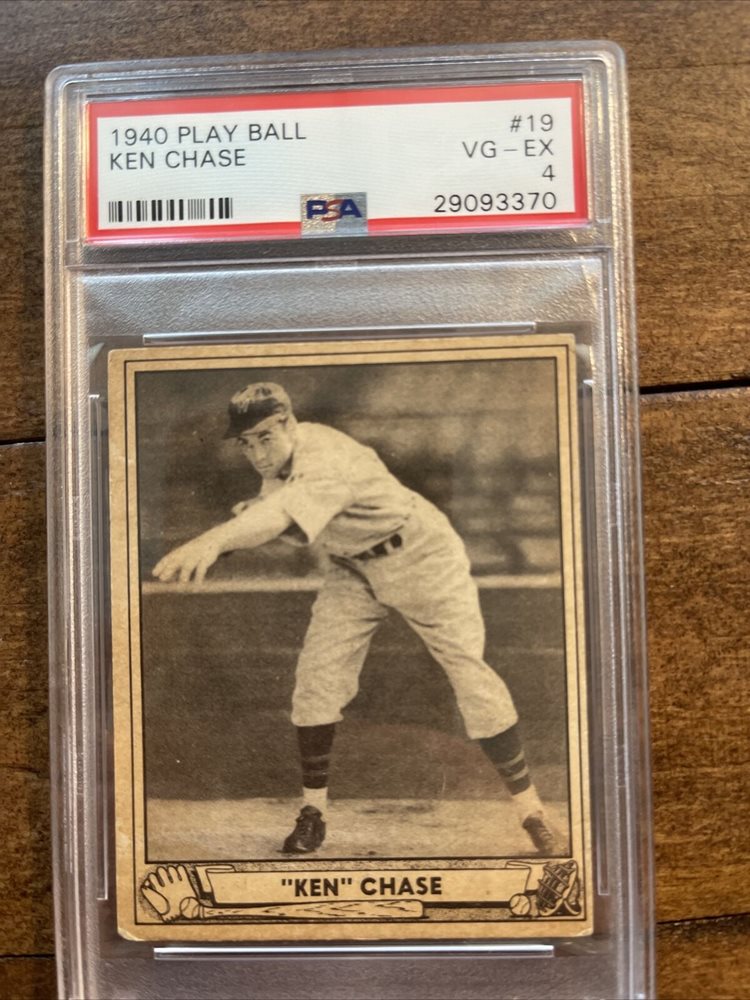 1940 PLAY BALL
KEN CHASE
#19
VG – EX
4
29093370
PSA
"KEN" CHASE